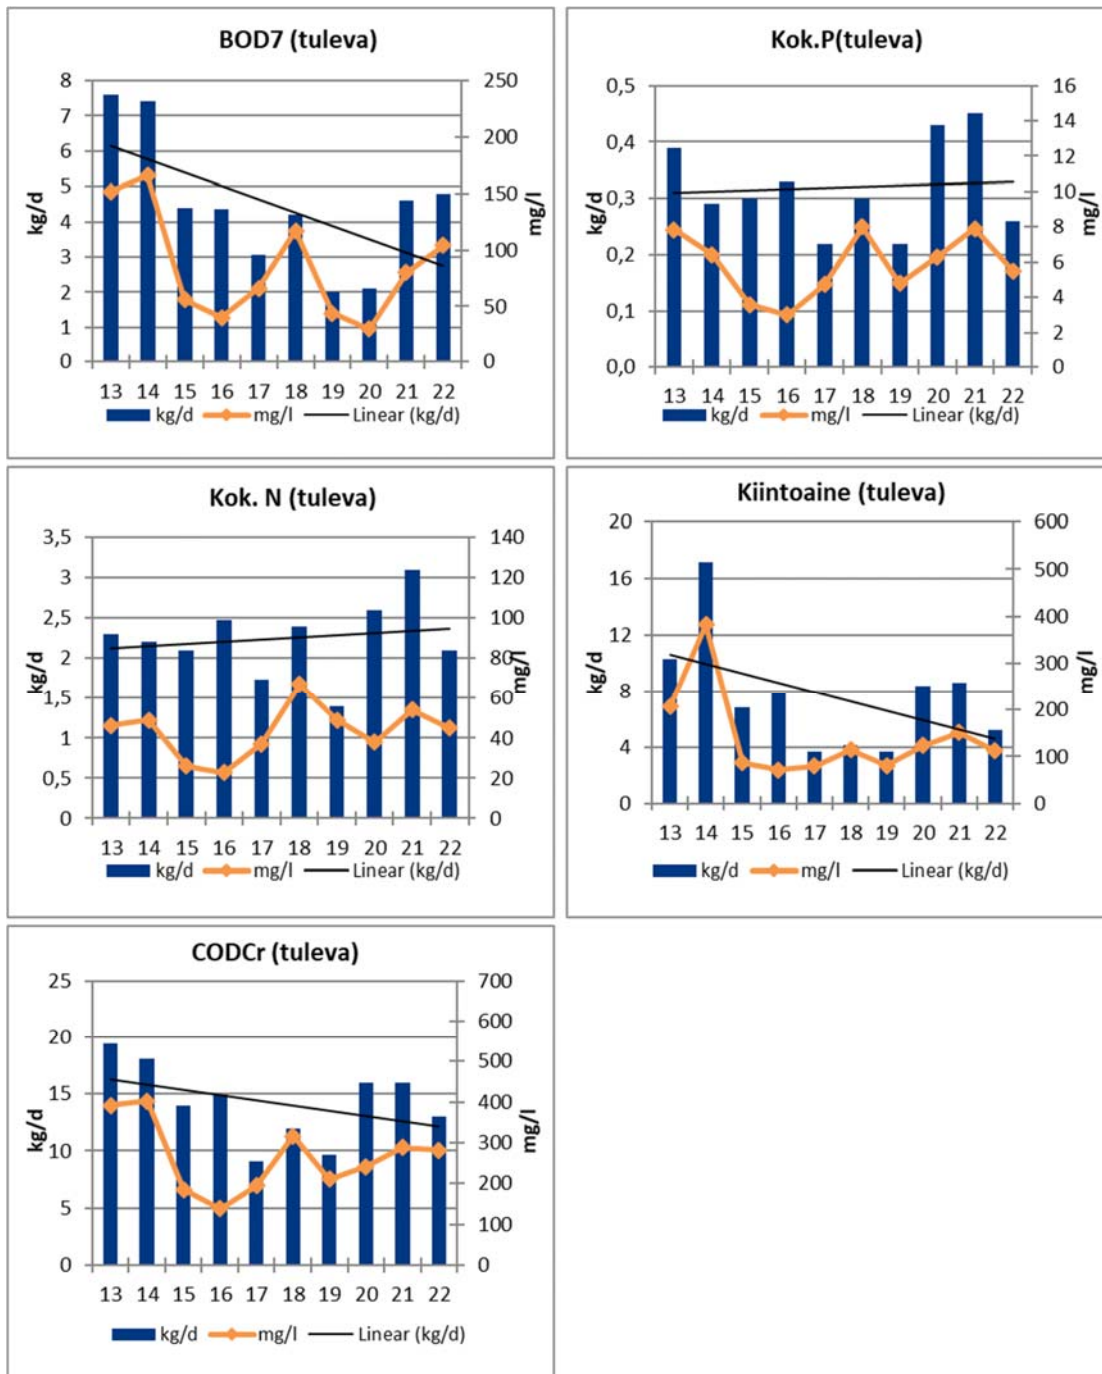 BOD7 (tuleva)
8 7 6 5 4 3 2 1 0
kg/d
250 200 150 100 50 0
mg/l
13 14 15 16 17 18 19 20 21 22
kg/d mg/l Linear (kg/d)
Kok.P(tuleva)
0,5 0,4 0,3 0,2 0,1 0,0
kg/d
16 14 12 10 8 6 4 2 0
mg/l
13 14 15 16 17 18 19 20 21 22
kg/d mg/l Linear (kg/d)
Kok. N (tuleva)
3,5 3 2,5 2 1,5 1 0,5 0
kg/d
140 120 100 80 60 40 20 0
mg/l
13 14 15 16 17 18 19 20 21 22
kg/d mg/l Linear (kg/d)
Kiintoaine (tuleva)
20 16 12 8 4 0
kg/d
600 500 400 300 200 100 0
mg/l
13 14 15 16 17 18 19 20 21 22
kg/d mg/l Linear (kg/d)
CODCr (tuleva)
25 20 15 10 5 0
kg/d
700 600 500 400 300 200 100 0
mg/l
13 14 15 16 17 18 19 20 21 22
kg/d mg/l Linear (kg/d)